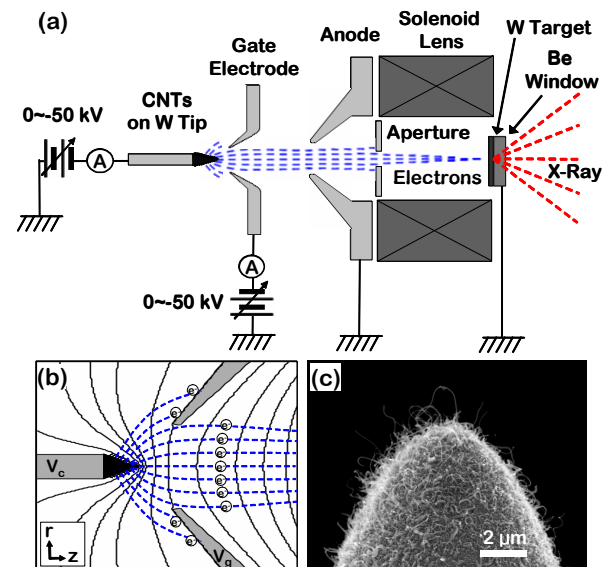 (a)
Solenoid
Lens
W Target
Be
Window
Anode
Gate
Electrode
CNTs
on W Tip
0~-50 kV
A
Aperture
Electrons
X-Ray
A
0~-50 kV
(b)
e⁻
e⁻
e⁻
e⁻
e⁻
e⁻
e⁻
e⁻
e⁻
e⁻
e⁻
Vc
r
z
Vg
(c)
2 μm